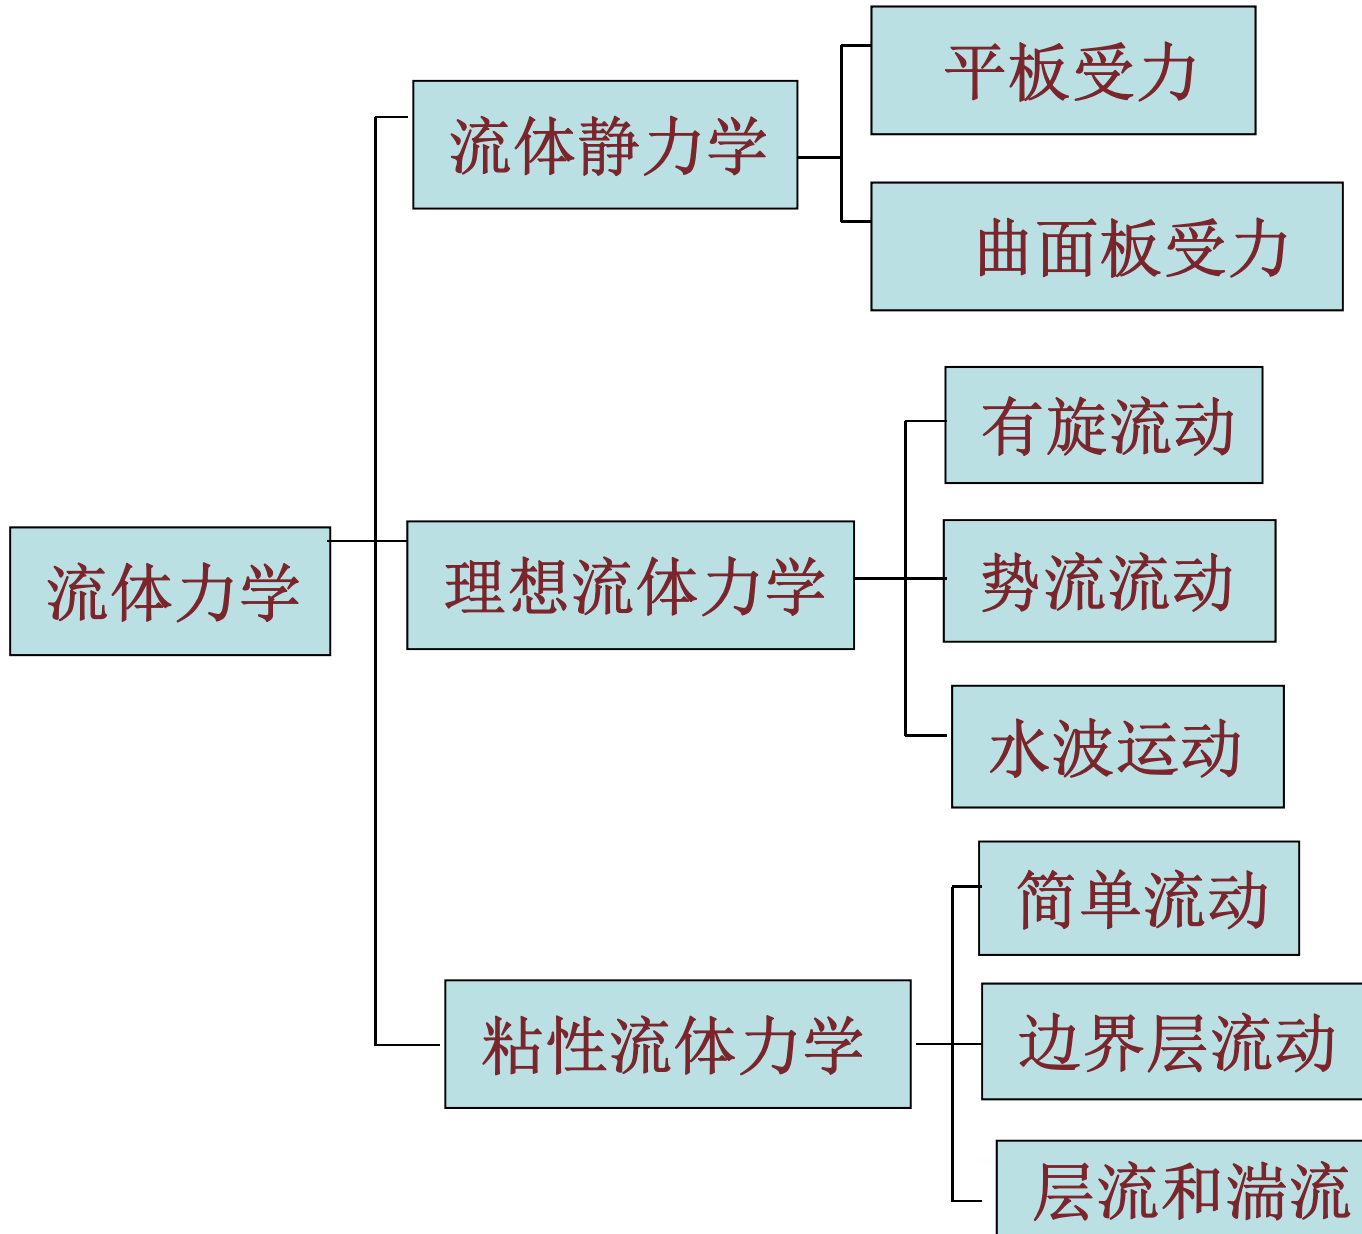 平板受力
流体静力学
曲面板受力
有旋流动
流体力学
理想流体力学
势流流动
水波运动
简单流动
粘性流体力学
边界层流动
层流和湍流